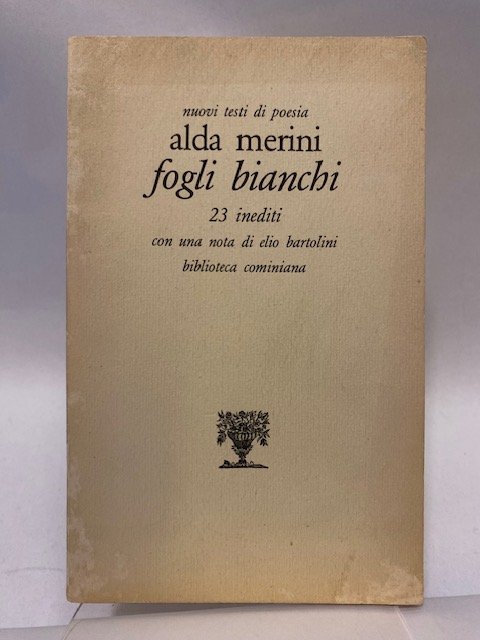 nuovi testi di poesia
alda merini
fogli bianchi
23 inediti
con una nota di elio bartolini
biblioteca cominiana